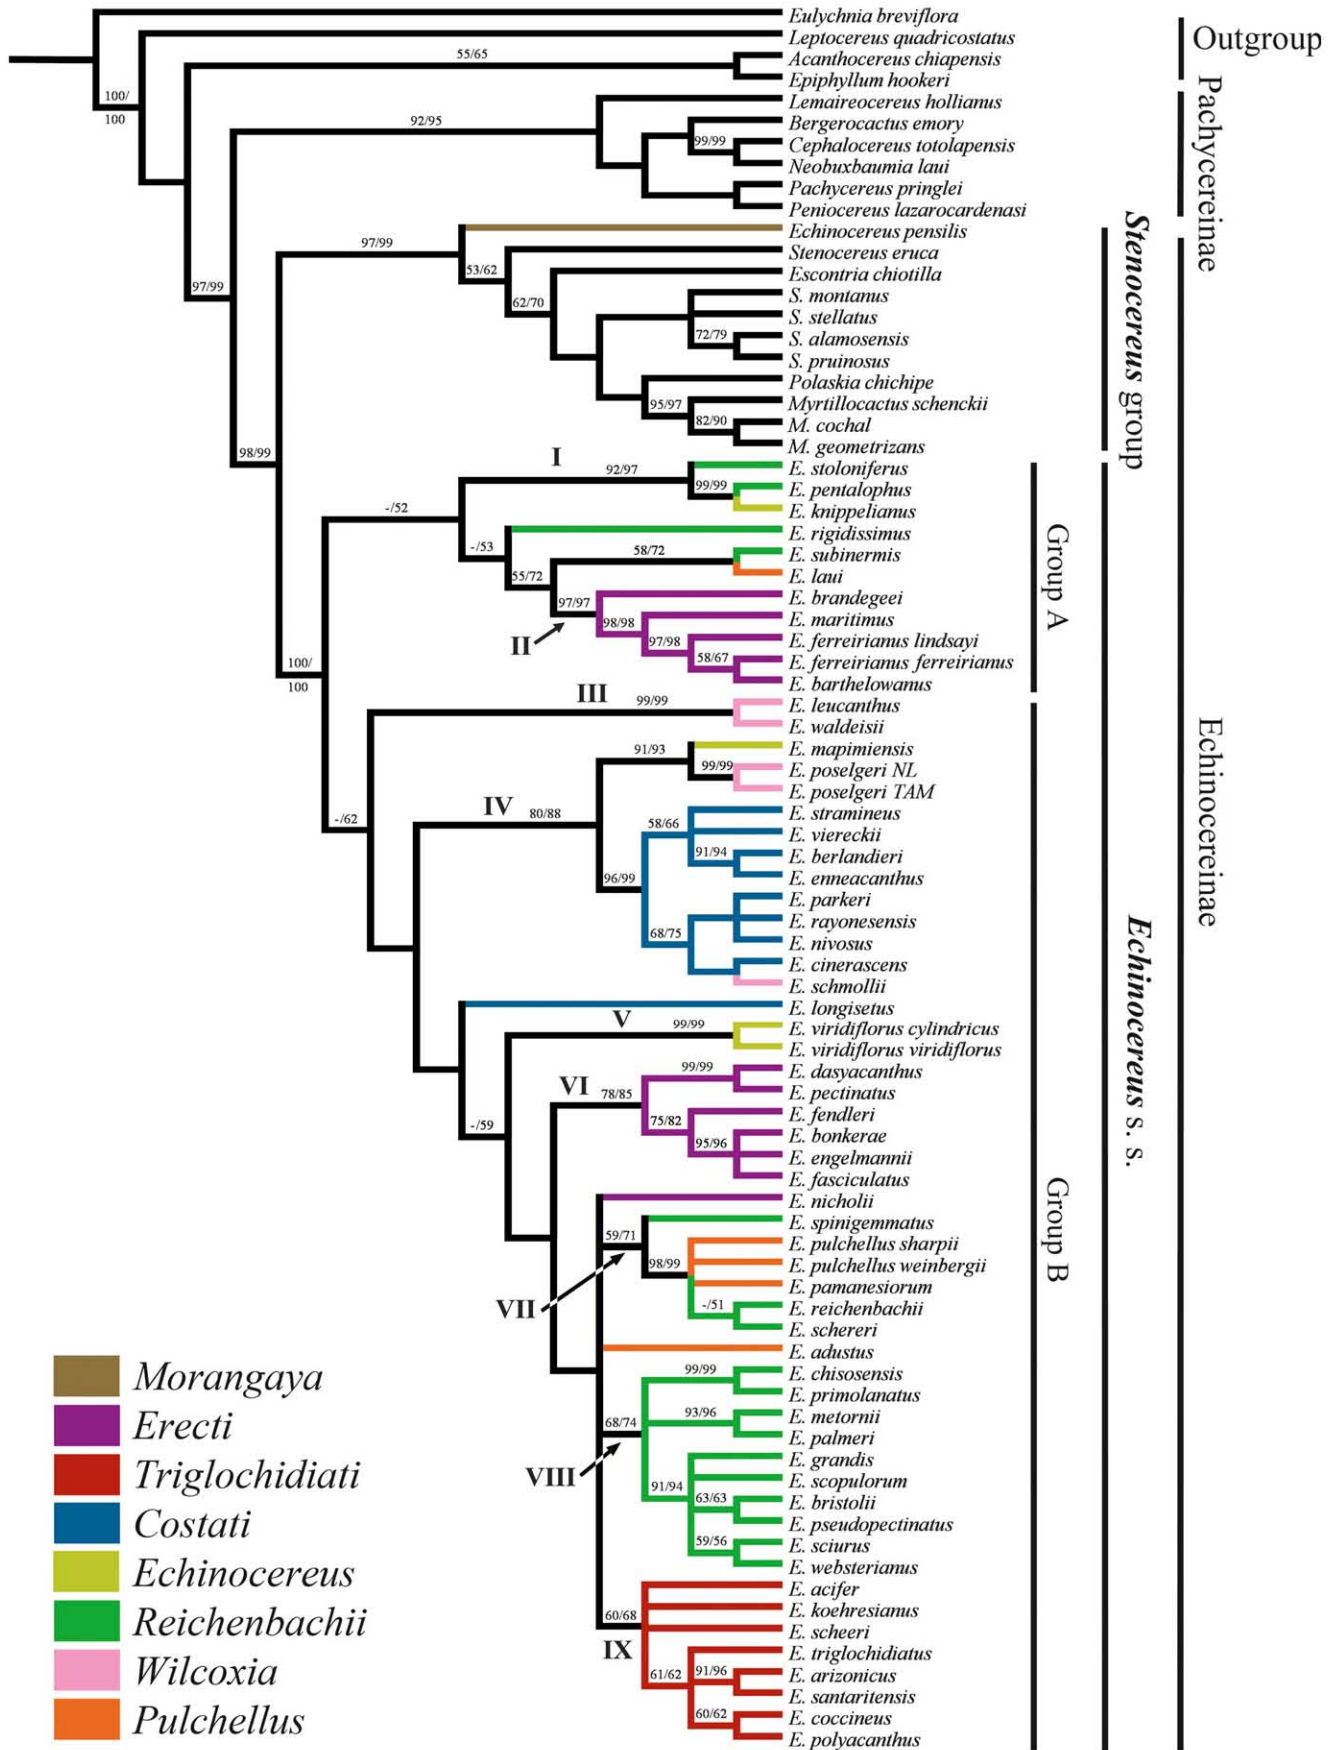 Eulychnia breviflora
Leptocereus quadricostatus
Acanthocereus chiapensis
Epiphyllum hookeri
Lemaireocereus hollianus
Bergerocactus emory
Cephalocereus totolapensis
Neobuxbaumia laui
Pachycereus pringlei
Peniocereus lazarocardenasi
Echinocereus pensilis
Stenocereus eruca
Escontria chiotilla
S. montanus
S. stellatus
S. alamosensis
S. pruinosus
Polaskia chichipe
Myrtillocactus schenckii
M. cochal
M. geometrizans
E. stoloniferus
E. pentalophus
E. knippelianus
E. rigidissimus
E. subinermis
E. laui
E. brandegeei
E. maritimus
E. ferreirianus lindsayi
E. ferreirianus ferreirianus
E. barthelowanus
E. leucanthus
E. waldeisii
E. mapimiensis
E. poselgeri NL
E. poselgeri TAM
E. stramineus
E. viereckii
E. berlandieri
E. enneacanthus
E. parkeri
E. rayonesensis
E. nivosus
E. cinerascens
E. schmollii
E. longisetus
E. viridiflorus cylindricus
E. viridiflorus viridiflorus
E. dasyacanthus
E. pectinatus
E. fendleri
E. bonkerae
E. engelmannii
E. fasciculatus
E. nicholii
E. spinigemmatus
E. pulchellus sharpii
E. pulchellus weinbergii
E. pamanesiorum
E. reichenbachii
E. schereri
E. adustus
E. chisosensis
E. primolanatus
E. metornii
E. palmeri
E. grandis
E. scopulorum
E. bristolii
E. pseudopectinatus
E. sciurus
E. websterianus
E. acifer
E. koehresianus
E. scheeri
E. triglochidiatus
E. arizonicus
E. santaritensis
E. coccineus
E. polyacanthus
100/
100
55/65
92/95
99/99
97/99
97/99
53/62
62/70
72/79
95/97
82/90
98/99
I
92/97
99/99
-/52
-/53
58/72
55/72
97/97
II
98/98
97/98
58/67
100/
100
III
99/99
-/62
91/93
99/99
IV
80/88
58/66
91/94
96/99
68/75
V
99/99
-/59
VI
78/85
99/99
75/82
95/96
59/71
VII
98/99
-/51
99/99
93/96
68/74
VIII
91/94
63/63
59/56
60/68
IX
61/62
91/96
60/62
Outgroup
Pachycereinae
Stenocereus group
Group A
Echinocereinae
Echinocereus s. s.
Group B
Morangaya
Erecti
Triglochidiati
Costati
Echinocereus
Reichenbachii
Wilcoxia
Pulchellus